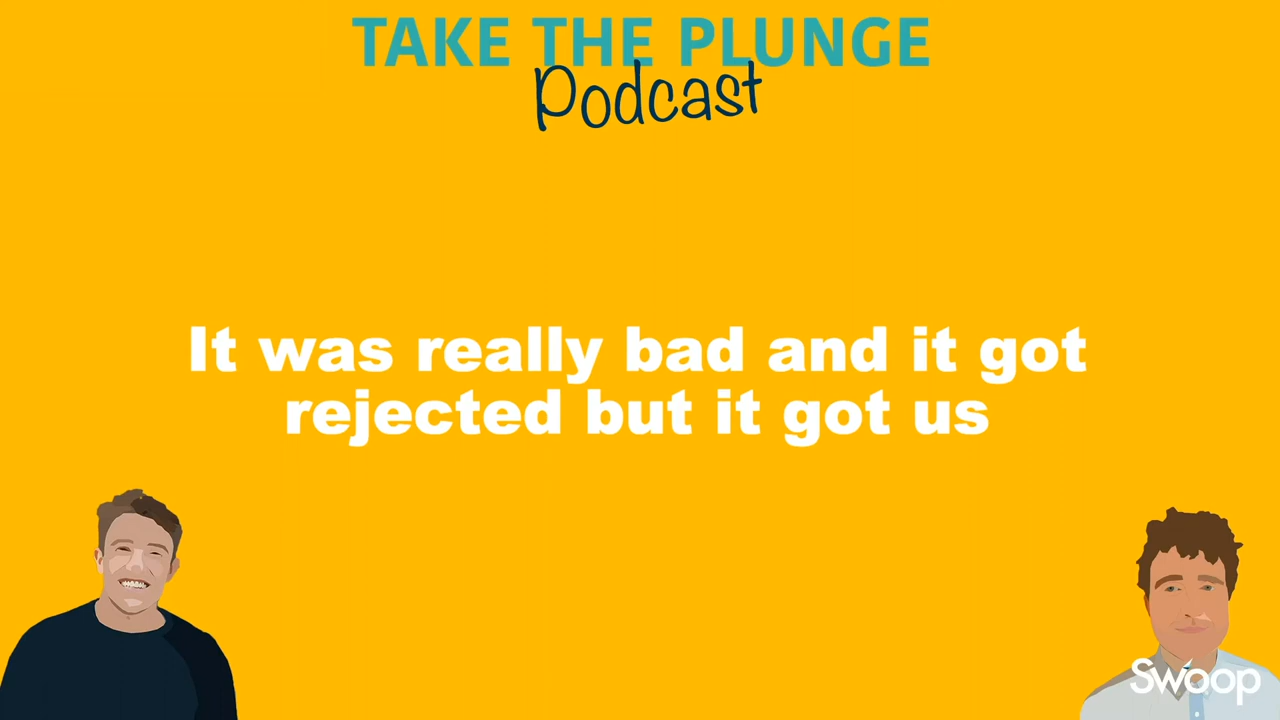 TAKE THE PLUNGE
Podcast
It was really bad and it got
rejected but it got us
Swoop